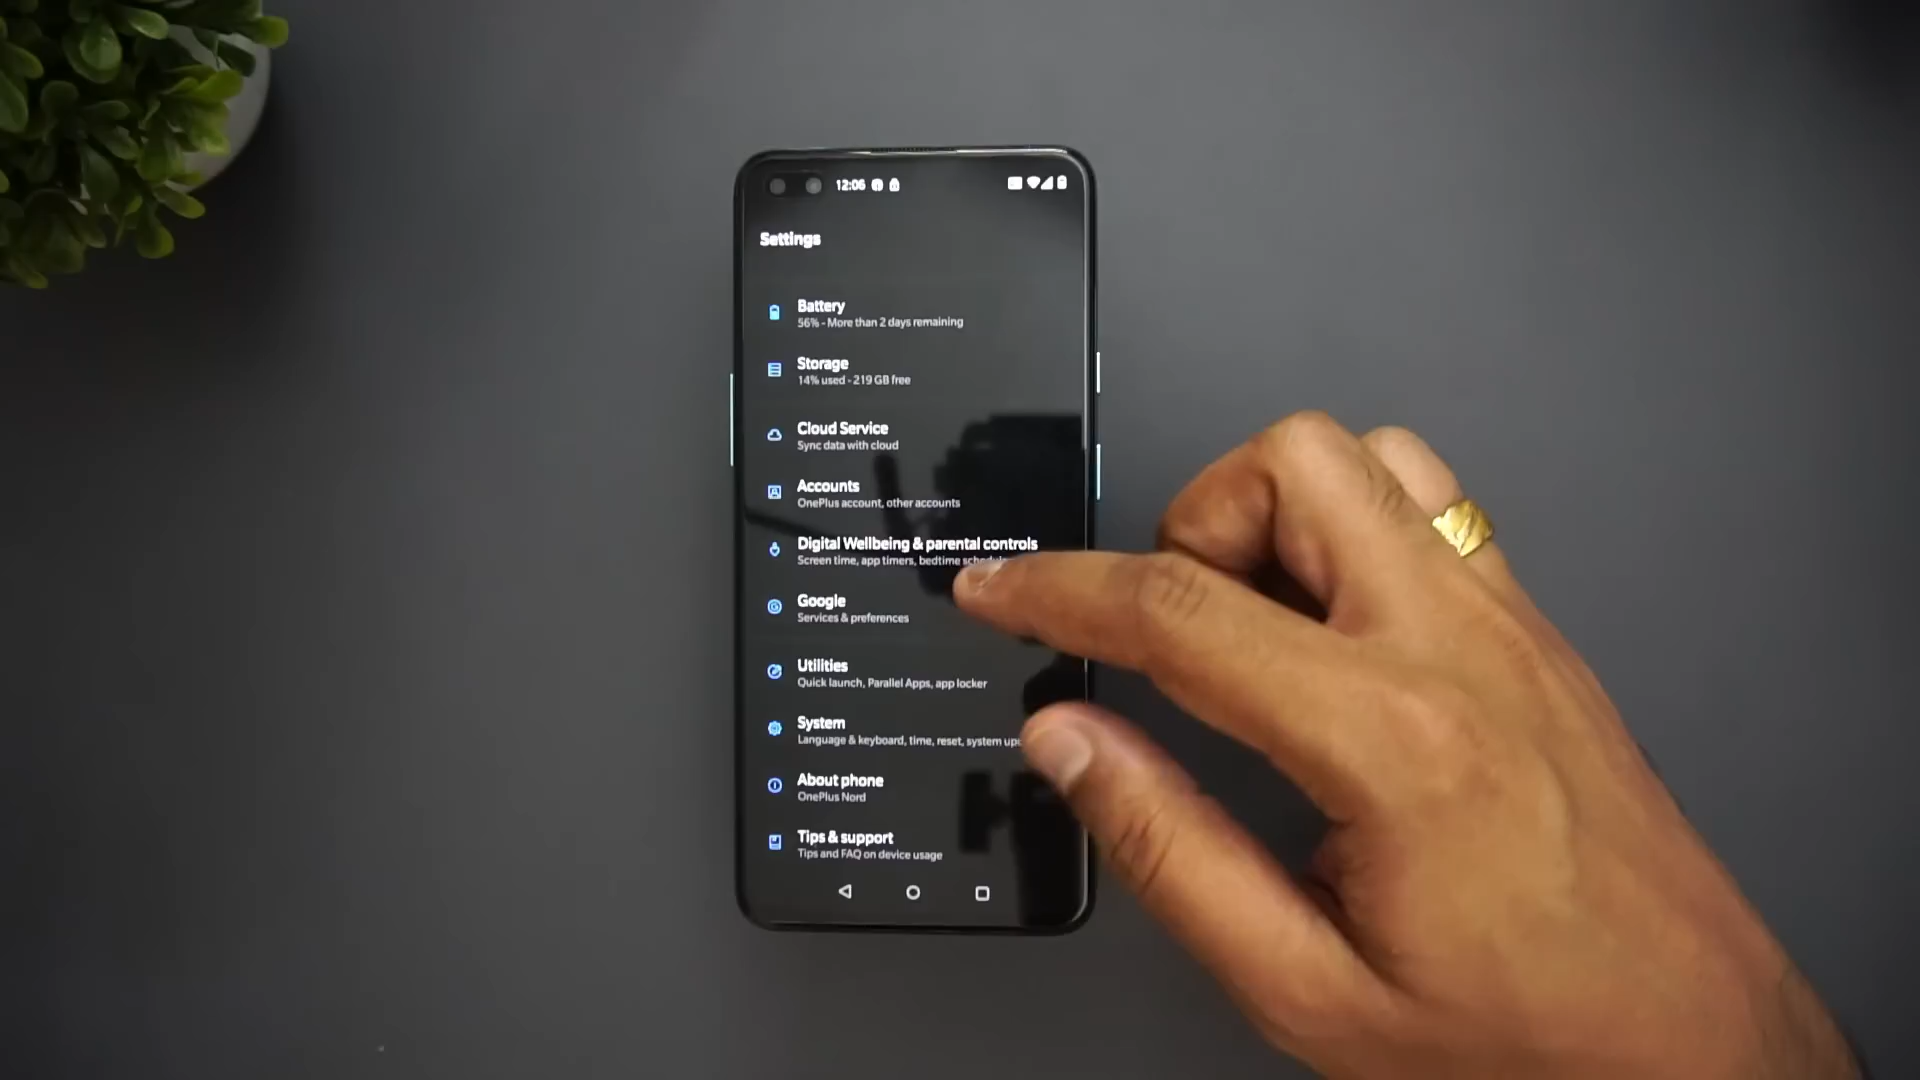 12:06
Settings
Battery
56% - More than 2 days remaining
Storage
14% used - 219 GB free
Cloud Service
Sync data with cloud
Accounts
OnePlus account, other accounts
Digital Wellbeing & parental controls
Screen time, app timers, bedtime
Google
Services & preferences
Utilities
Quick launch, Parallel Apps, app locker
System
Language & keyboard, time, reset, system
About phone
OnePlus Nord
Tips & support
Tips and FAQ on device usage